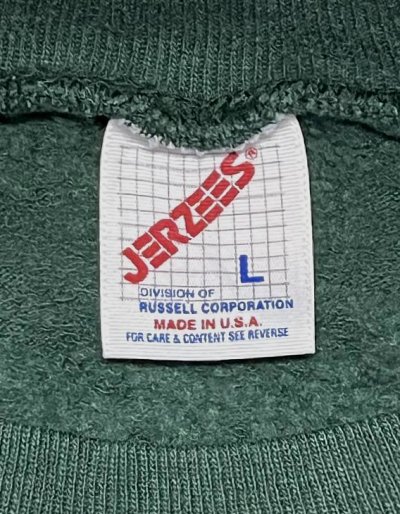 JERZEES®
L
DIVISION OF
RUSSELL CORPORATION
MADE IN U.S.A.
FOR CARE & CONTENT SEE REVERSE